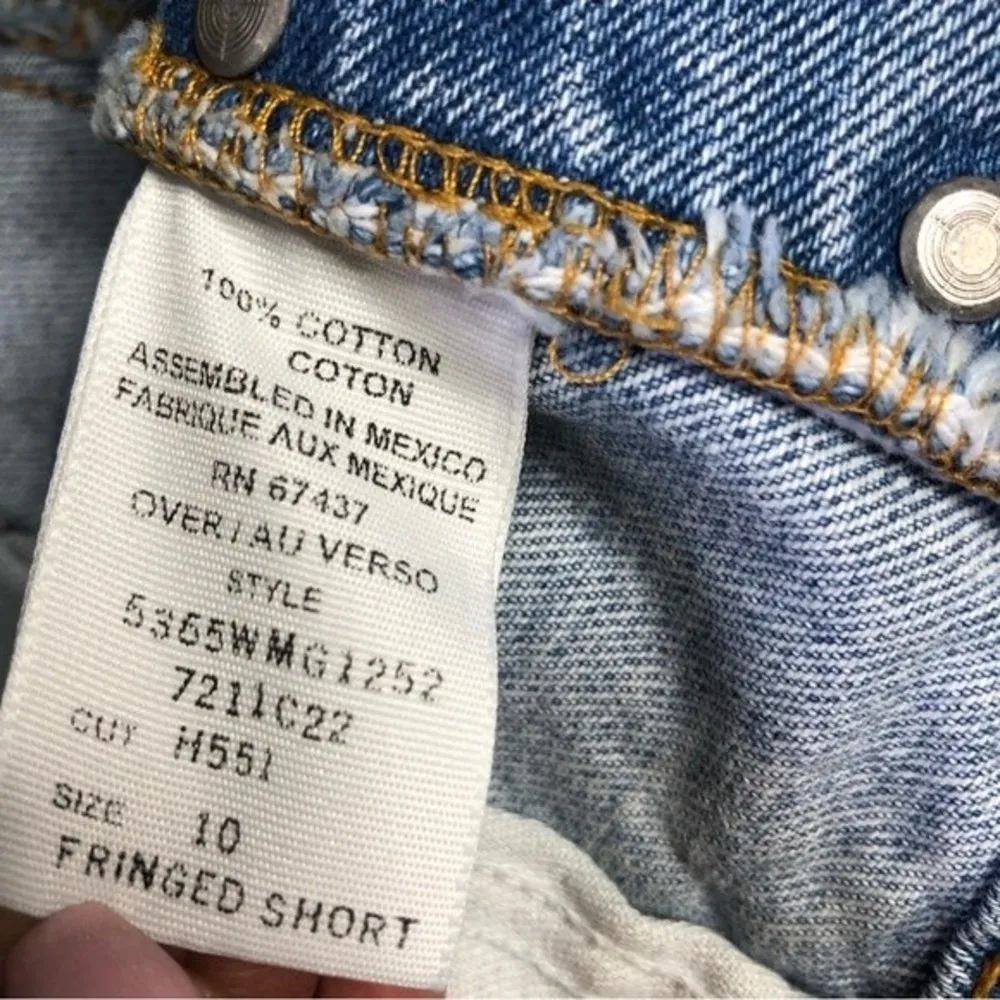 100% COTTON
COTON
ASSEMBLED IN MEXICO
FABRIQUE AUX MEXIQUE
RN 67437
OVER / AU VERSO
STYLE
5365WMG1252
7211C22
CUT H551
SIZE 10
FRINGED SHORT